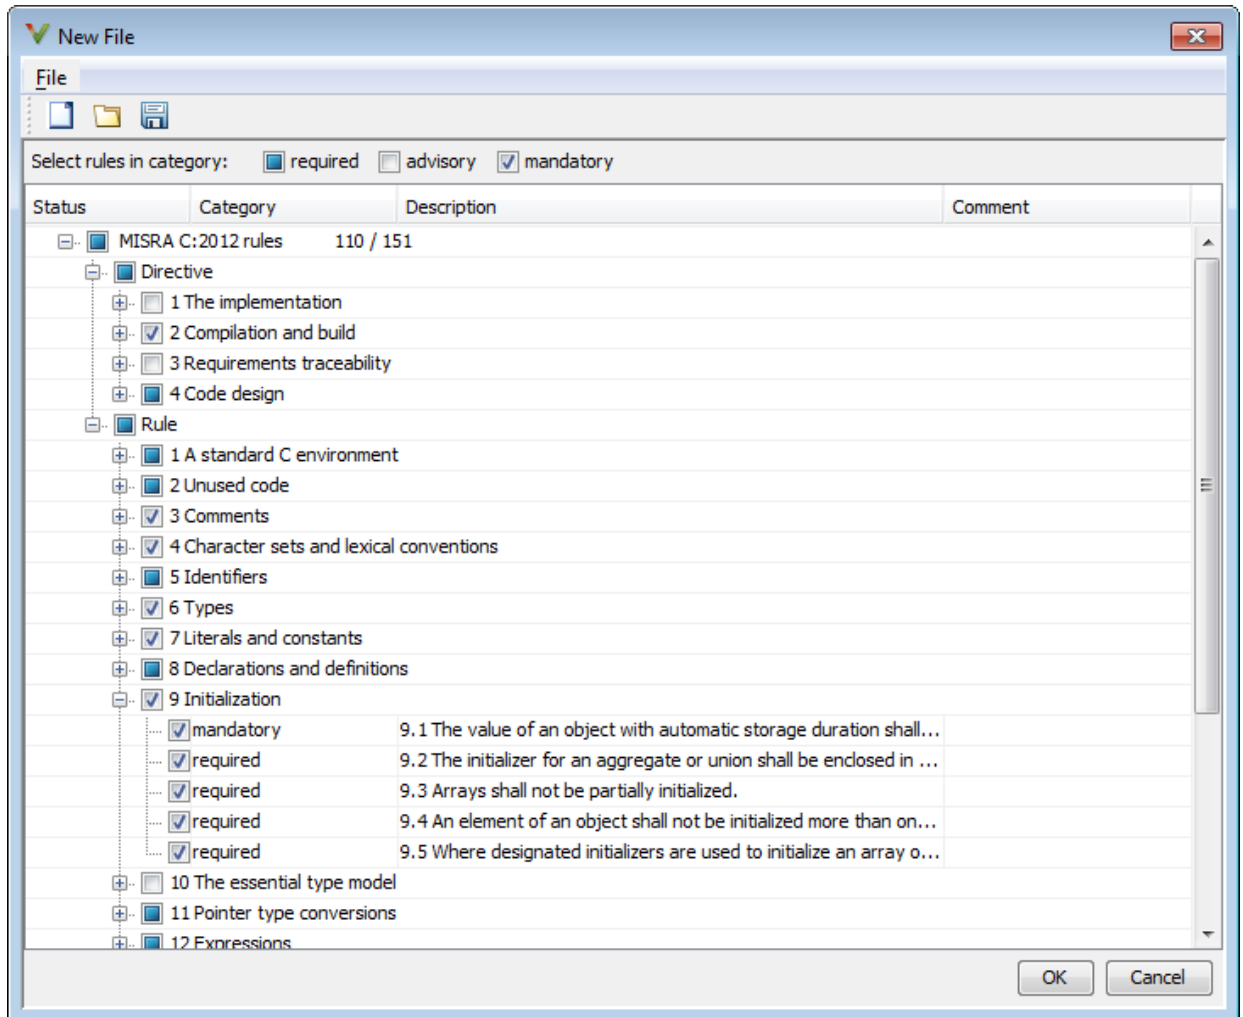 New File
File
Select rules in category: required advisory mandatory
Status Category Description Comment
MISRA C:2012 rules 110 / 151
Directive
1 The implementation
2 Compilation and build
3 Requirements traceability
4 Code design
Rule
1 A standard C environment
2 Unused code
3 Comments
4 Character sets and lexical conventions
5 Identifiers
6 Types
7 Literals and constants
8 Declarations and definitions
9 Initialization
mandatory 9.1 The value of an object with automatic storage duration shall...
required 9.2 The initializer for an aggregate or union shall be enclosed in ...
required 9.3 Arrays shall not be partially initialized.
required 9.4 An element of an object shall not be initialized more than on...
required 9.5 Where designated initializers are used to initialize an array o...
10 The essential type model
11 Pointer type conversions
12 Expressions
OK Cancel